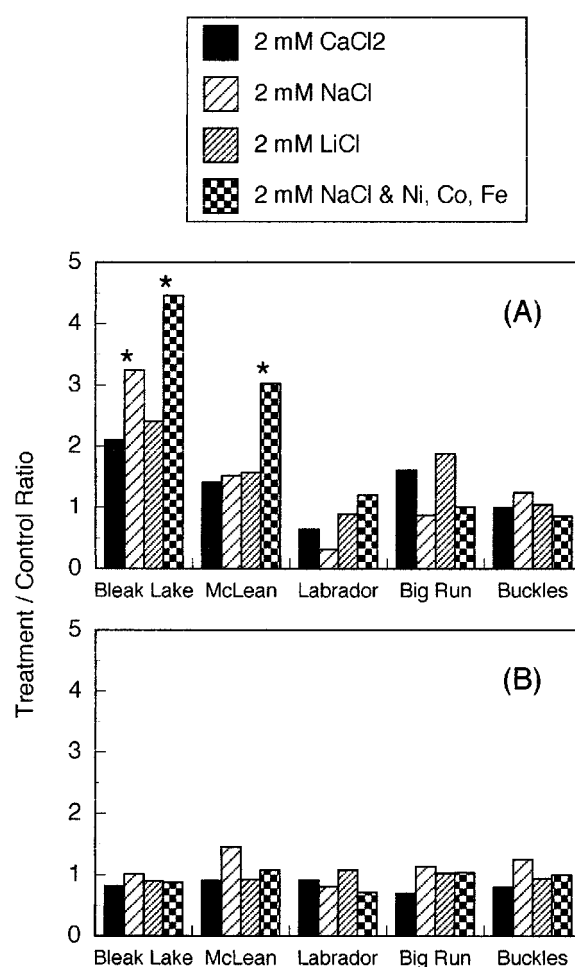 2 mM CaCl2
2 mM NaCl
2 mM LiCl
2 mM NaCl & Ni, Co, Fe
Treatment / Control Ratio
5
4
3
2
1
0
(A)
*
*
*
Bleak Lake McLean Labrador Big Run Buckles
5
4
3
2
1
0
(B)
Bleak Lake McLean Labrador Big Run Buckles